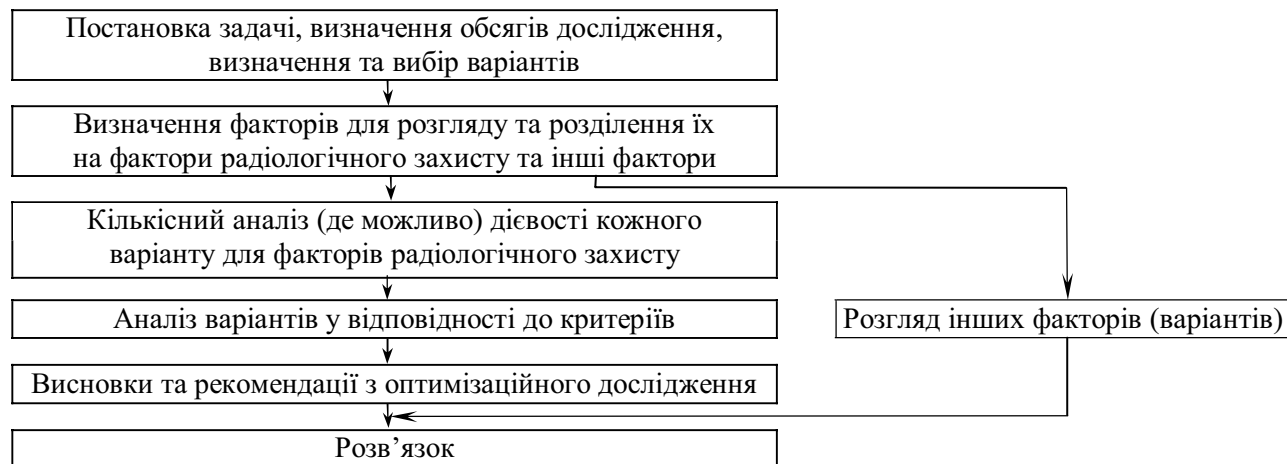 Постановка задачі, визначення обсягів дослідження,
визначення та вибір варіантів
Визначення факторів для розгляду та розділення їх
на фактори радіологічного захисту та інші фактори
Кількісний аналіз (де можливо) дієвості кожного
варіанту для факторів радіологічного захисту
Аналіз варіантів у відповідності до критеріїв
Розгляд інших факторів (варіантів)
Висновки та рекомендації з оптимізаційного дослідження
Розв’язок